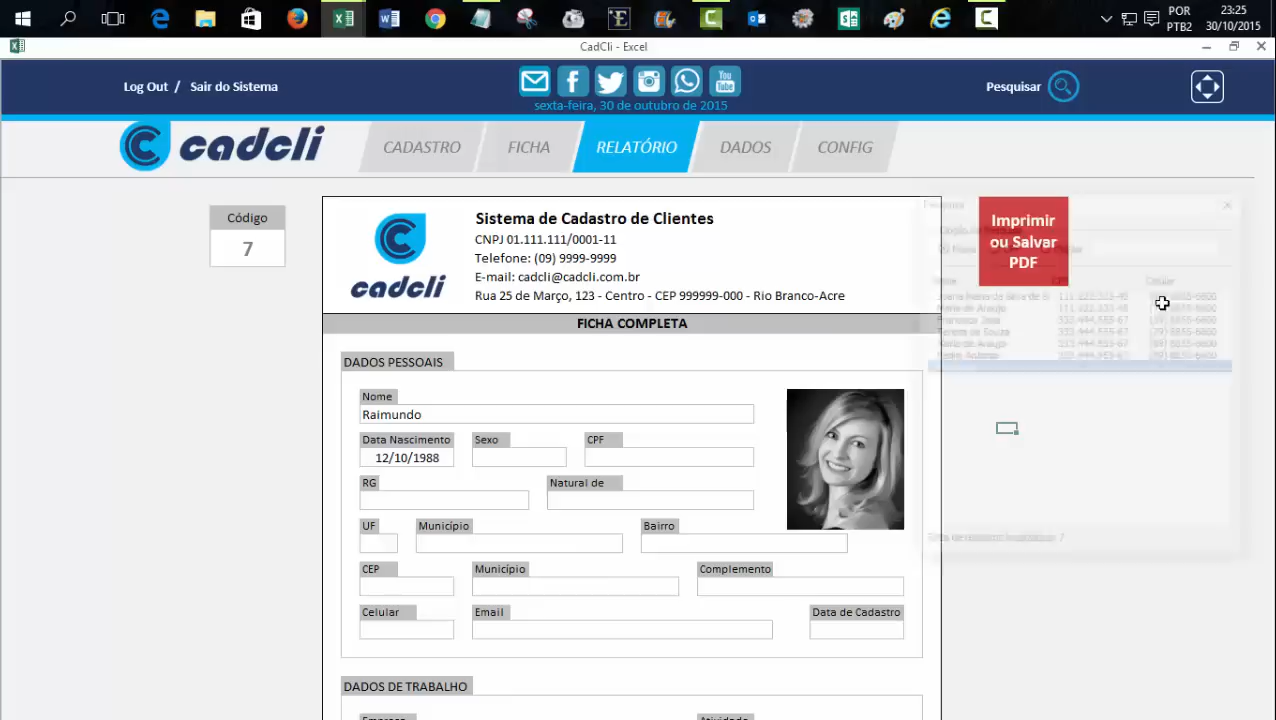 POR 23:25
PTB2 30/10/2015
CadCli - Excel
Log Out / Sair do Sistema
You Tube
Pesquisar
sexta-feira, 30 de outubro de 2015
cadcli
CADASTRO FICHA RELATÓRIO DADOS CONFIG
Código
7
Sistema de Cadastro de Clientes
CNPJ 01.111.111/0001-11
Telefone: (09) 9999-9999
E-mail: cadcli@cadcli.com.br
Rua 25 de Março, 123 - Centro - CEP 999999-000 - Rio Branco-Acre
cadcli
Imprimir
ou Salvar
PDF
FICHA COMPLETA
DADOS PESSOAIS
Nome
Raimundo
Data Nascimento Sexo CPF
12/10/1988
RG Natural de
UF Município Bairro
CEP Município Complemento
Celular Email Data de Cadastro
DADOS DE TRABALHO